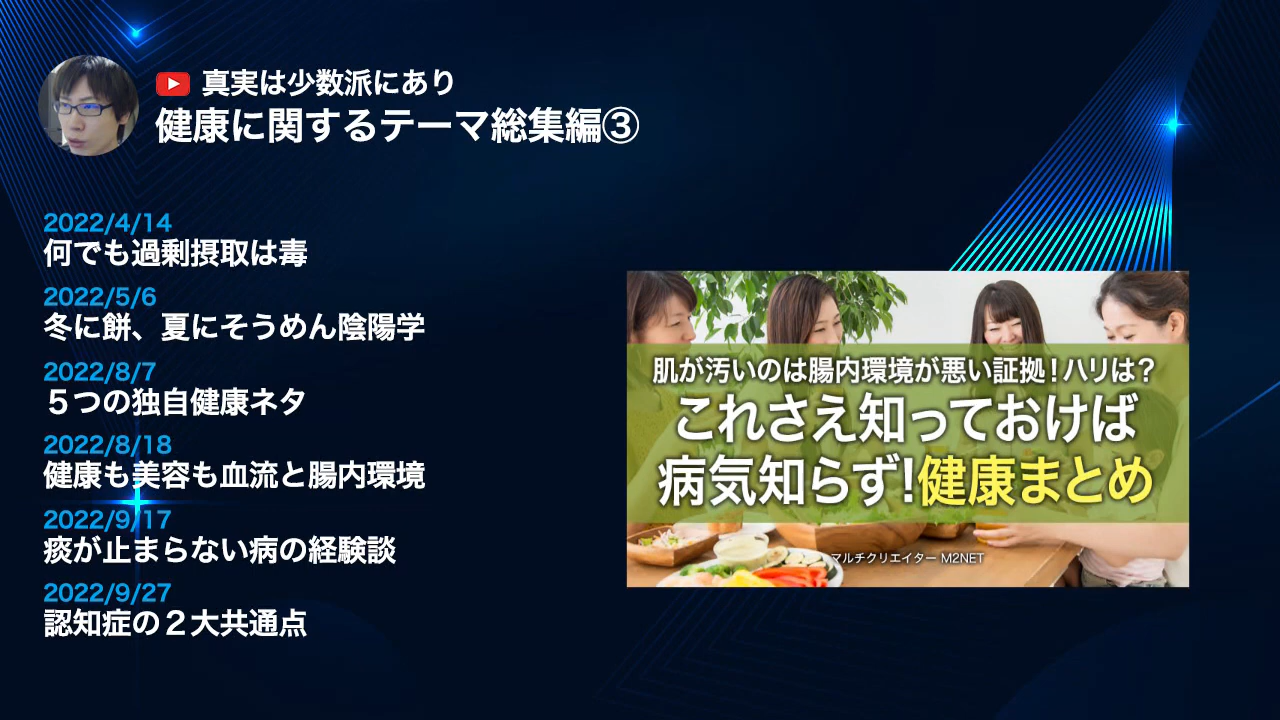 真実は少数派にあり
健康に関するテーマ総集編③
2022/4/14
何でも過剰摂取は毒
2022/5/6
冬に餅、夏にそうめん陰陽学
2022/8/7
５つの独自健康ネタ
2022/8/18
健康も美容も血流と腸内環境
2022/9/17
痰が止まらない病の経験談
2022/9/27
認知症の２大共通点
肌が汚いのは腸内環境が悪い証拠！ハリは？
これさえ知っておけば
病気知らず！健康まとめ
マルチクリエイター M2NET